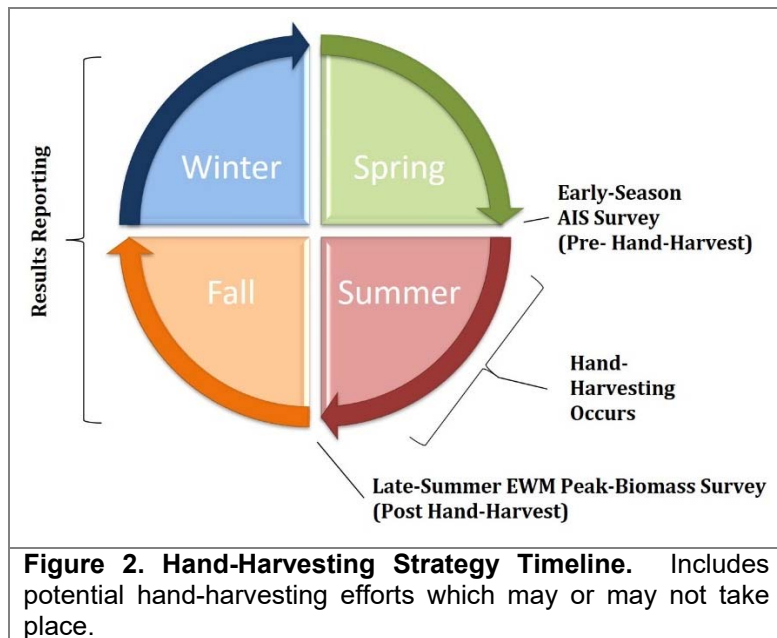 Results Reporting
Winter
Spring
Fall
Summer
Early-Season
AIS Survey
(Pre- Hand-Harvest)
Hand-
Harvesting
Occurs
Late-Summer EWM Peak-Biomass Survey
(Post Hand-Harvest)
Figure 2. Hand-Harvesting Strategy Timeline. Includes
potential hand-harvesting efforts which may or may not take
place.